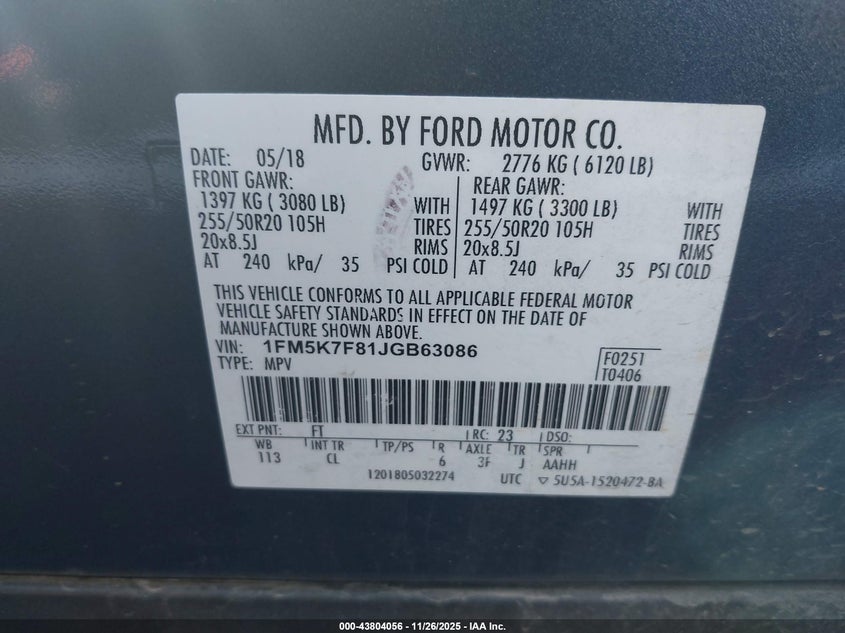 MFD. BY FORD MOTOR CO.
DATE: 05/18 GVWR: 2776 KG ( 6120 LB)
FRONT GAWR: REAR GAWR:
1397 KG ( 3080 LB) WITH 1497 KG ( 3300 LB) WITH
255/50R20 105H TIRES 255/50R20 105H TIRES
20x8.5J RIMS 20x8.5J RIMS
AT 240 kPa/ 35 PSI COLD AT 240 kPa/ 35 PSI COLD
THIS VEHICLE CONFORMS TO ALL APPLICABLE FEDERAL MOTOR
VEHICLE SAFETY STANDARDS IN EFFECT ON THE DATE OF
MANUFACTURE SHOWN ABOVE.
VIN: 1FM5K7F81JGB63086 F0251
TYPE: MPV T0406
EXT PNT: FT RC: 23 DSO:
WB INT TR TP/PS R AXLE TR SPR
113 CL 6 3F J AAHH
1201805032274 UTC ▽ 5U5A-1520472-BA
000-43804056 — 11/26/2025 — IAA Inc.